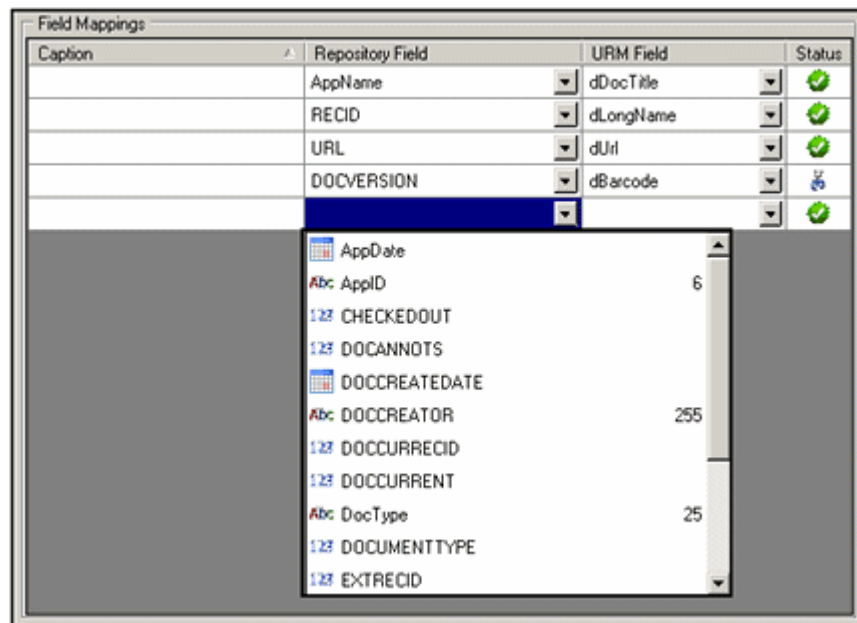 Field Mappings
Caption Repository Field URM Field Status
AppName dDocTitle
RECID dLongName
URL dUrl
DOCVERSION dBarcode
AppDate
Abc AppID 6
123 CHECKEDOUT
123 DOCANNOTS
DOCCREATEDATE
Abc DOCCREATOR 255
123 DOCCURRECID
123 DOCCURRENT
Abc DocType 25
123 DOCUMENTTYPE
123 EXTRECID